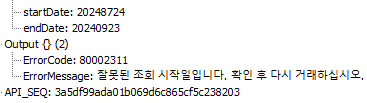 startDate: 20248724
endDate: 20240923
Output {} (2)
ErrorCode: 80002311
ErrorMessage: 잘못된 조회 시작일입니다. 확인 후 다시 거래하십시오.
API_SEQ: 3a5df99ada01b069d6c865cf5c238203